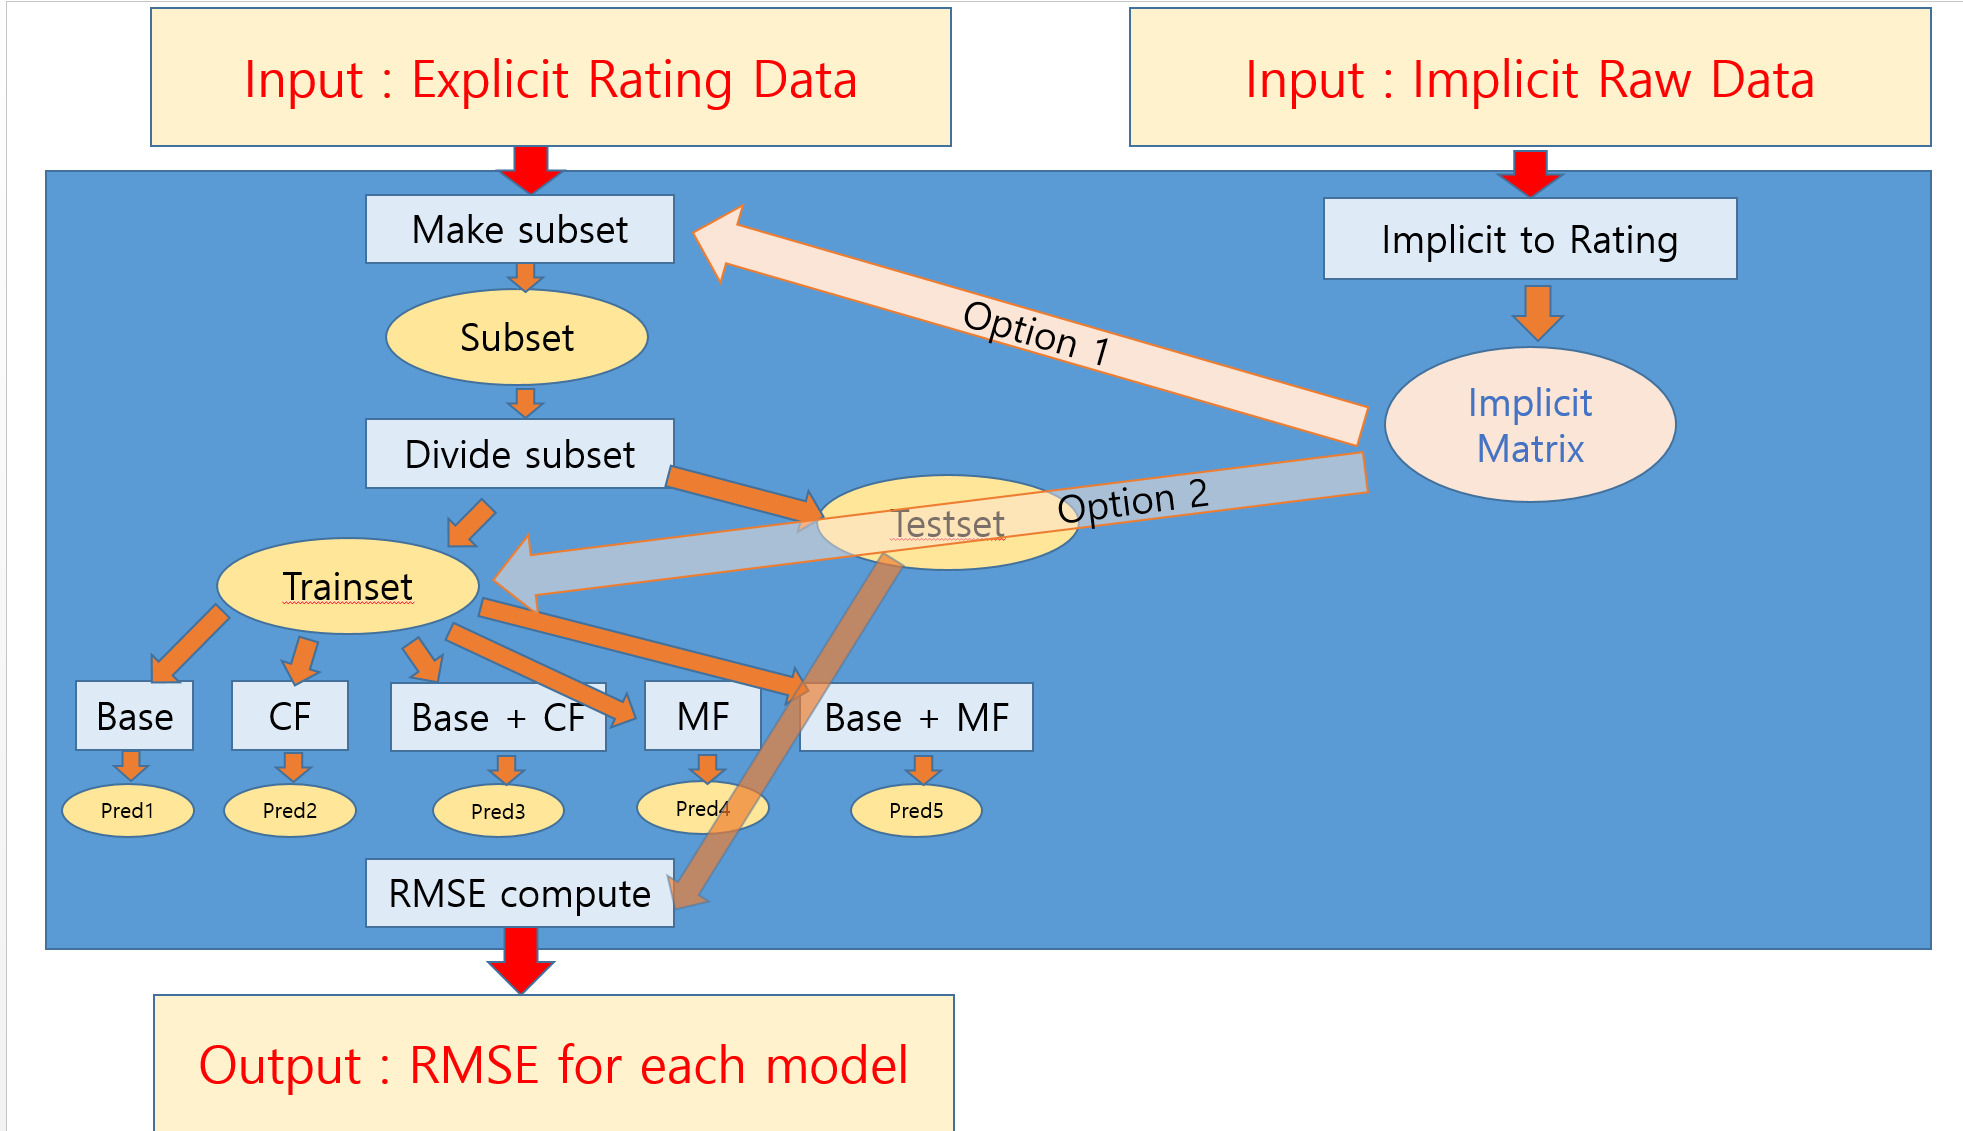 Input : Explicit Rating Data
Input : Implicit Raw Data
Make subset
Implicit to Rating
Option 1
Subset
Implicit
Matrix
Divide subset
Option 2
Testset
Trainset
Base
CF
Base + CF
MF
Base + MF
Pred1
Pred2
Pred3
Pred4
Pred5
RMSE compute
Output : RMSE for each model